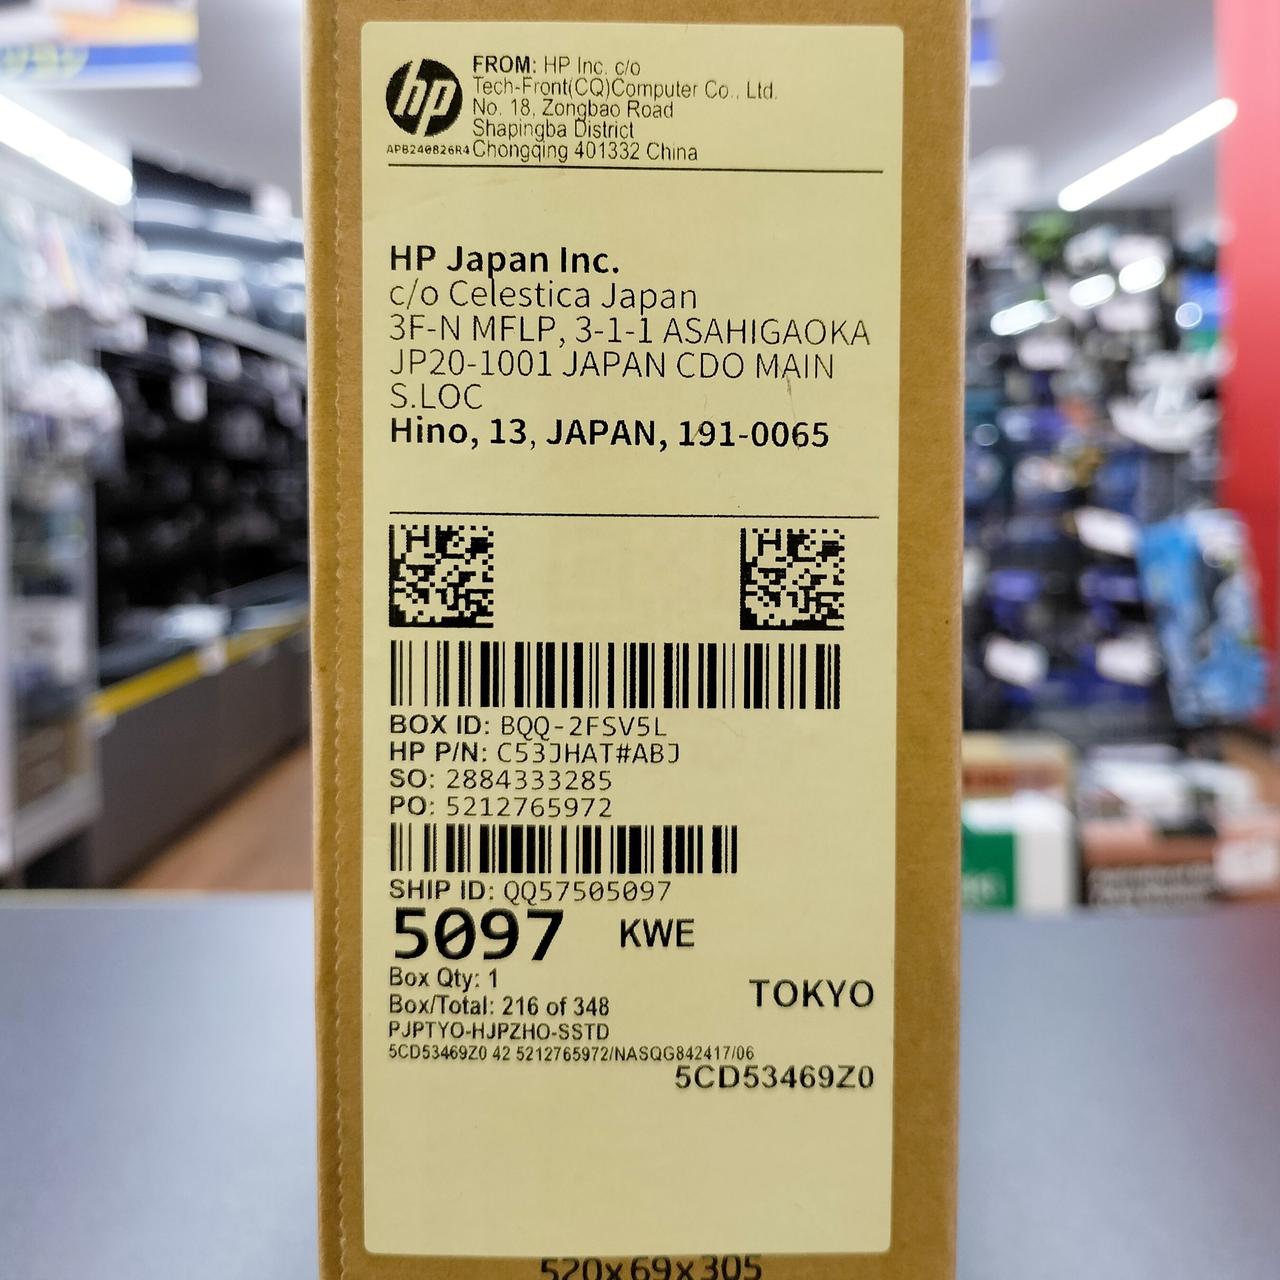 hp
FROM: HP Inc. c/o
Tech-Front(CQ)Computer Co., Ltd.
No. 18, Zongbao Road
Shapingba District
APB240826R4 Chongqing 401332 China
HP Japan Inc.
c/o Celestica Japan
3F-N MFLP, 3-1-1 ASAHIGAOKA
JP20-1001 JAPAN CDO MAIN
S.LOC
Hino, 13, JAPAN, 191-0065
BOX ID: BQQ-2FSV5L
HP P/N: C53JHAT#ABJ
SO: 2884333285
PO: 5212765972
SHIP ID: QQ57505097
5097 KWE
Box Qty: 1
TOKYO
Box/Total: 216 of 348
PJPTYO-HJPZHO-SSTD
5CD53469Z0 42 5212765972/NASQG842417/06
5CD53469Z0
520x69x305